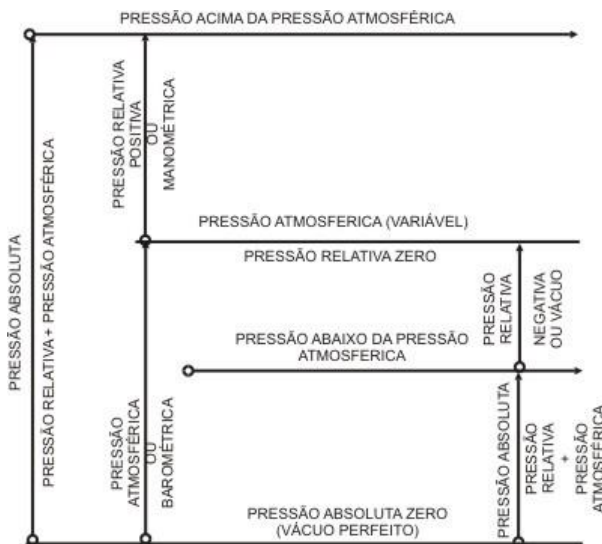 PRESSÃO ACIMA DA PRESSÃO ATMOSFÉRICA
PRESSÃO ABSOLUTA
PRESSÃO RELATIVA + PRESSÃO ATMOSFÉRICA
PRESSÃO RELATIVA
POSITIVA
OU
MANOMÉTRICA
PRESSÃO ATMOSFERICA (VARIÁVEL)
PRESSÃO RELATIVA ZERO
PRESSÃO
RELATIVA
NEGATIVA
OU VÁCUO
PRESSÃO ABAIXO DA PRESSÃO
ATMOSFERICA
PRESSÃO
ATMOSFÉRICA
OU
BAROMÉTRICA
PRESSÃO ABSOLUTA
PRESSÃO
RELATIVA
+
PRESSÃO
ATMOSFÉRICA
PRESSÃO ABSOLUTA ZERO
(VÁCUO PERFEITO)